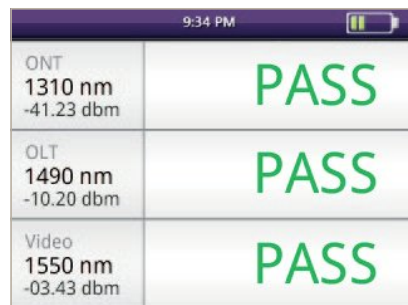 9:34 PM
ONT
1310 nm
-41.23 dbm
PASS
OLT
1490 nm
-10.20 dbm
PASS
Video
1550 nm
-03.43 dbm
PASS